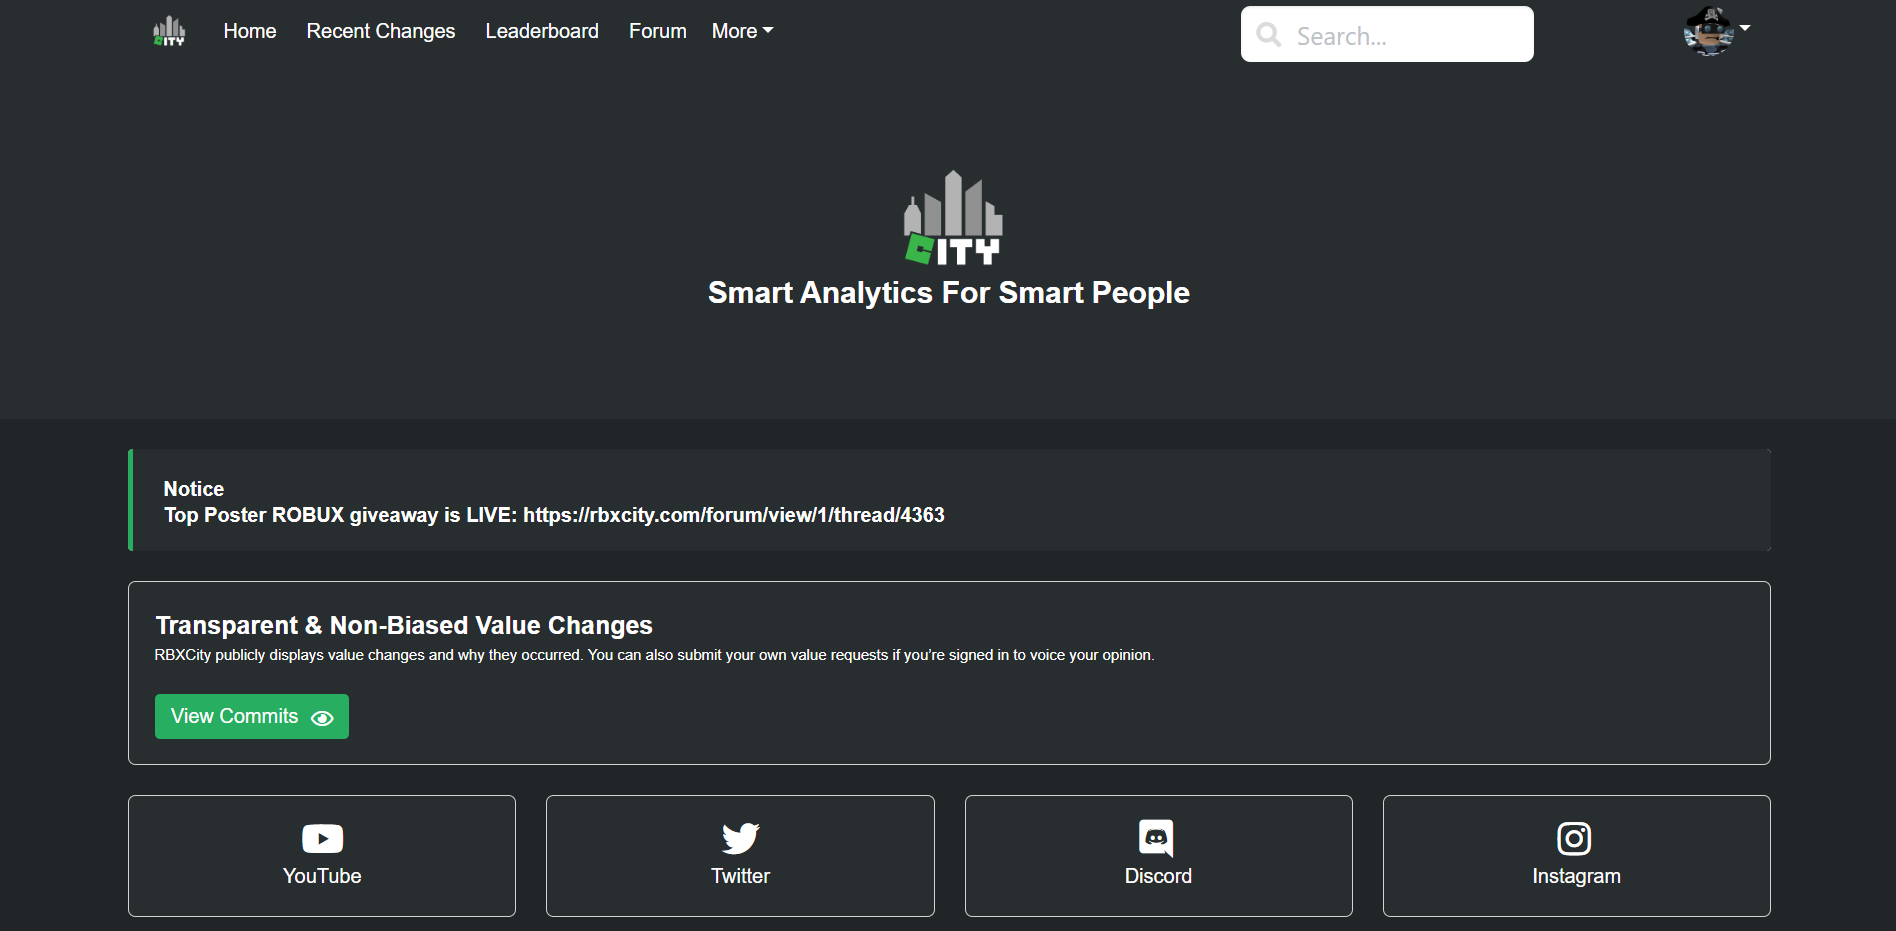 CITY Home Recent Changes Leaderboard Forum More Search...
CITY
Smart Analytics For Smart People
Notice
Top Poster ROBUX giveaway is LIVE: https://rbxcity.com/forum/view/1/thread/4363
Transparent & Non-Biased Value Changes
RBXCity publicly displays value changes and why they occurred. You can also submit your own value requests if you're signed in to voice your opinion.
View Commits
YouTube Twitter Discord Instagram